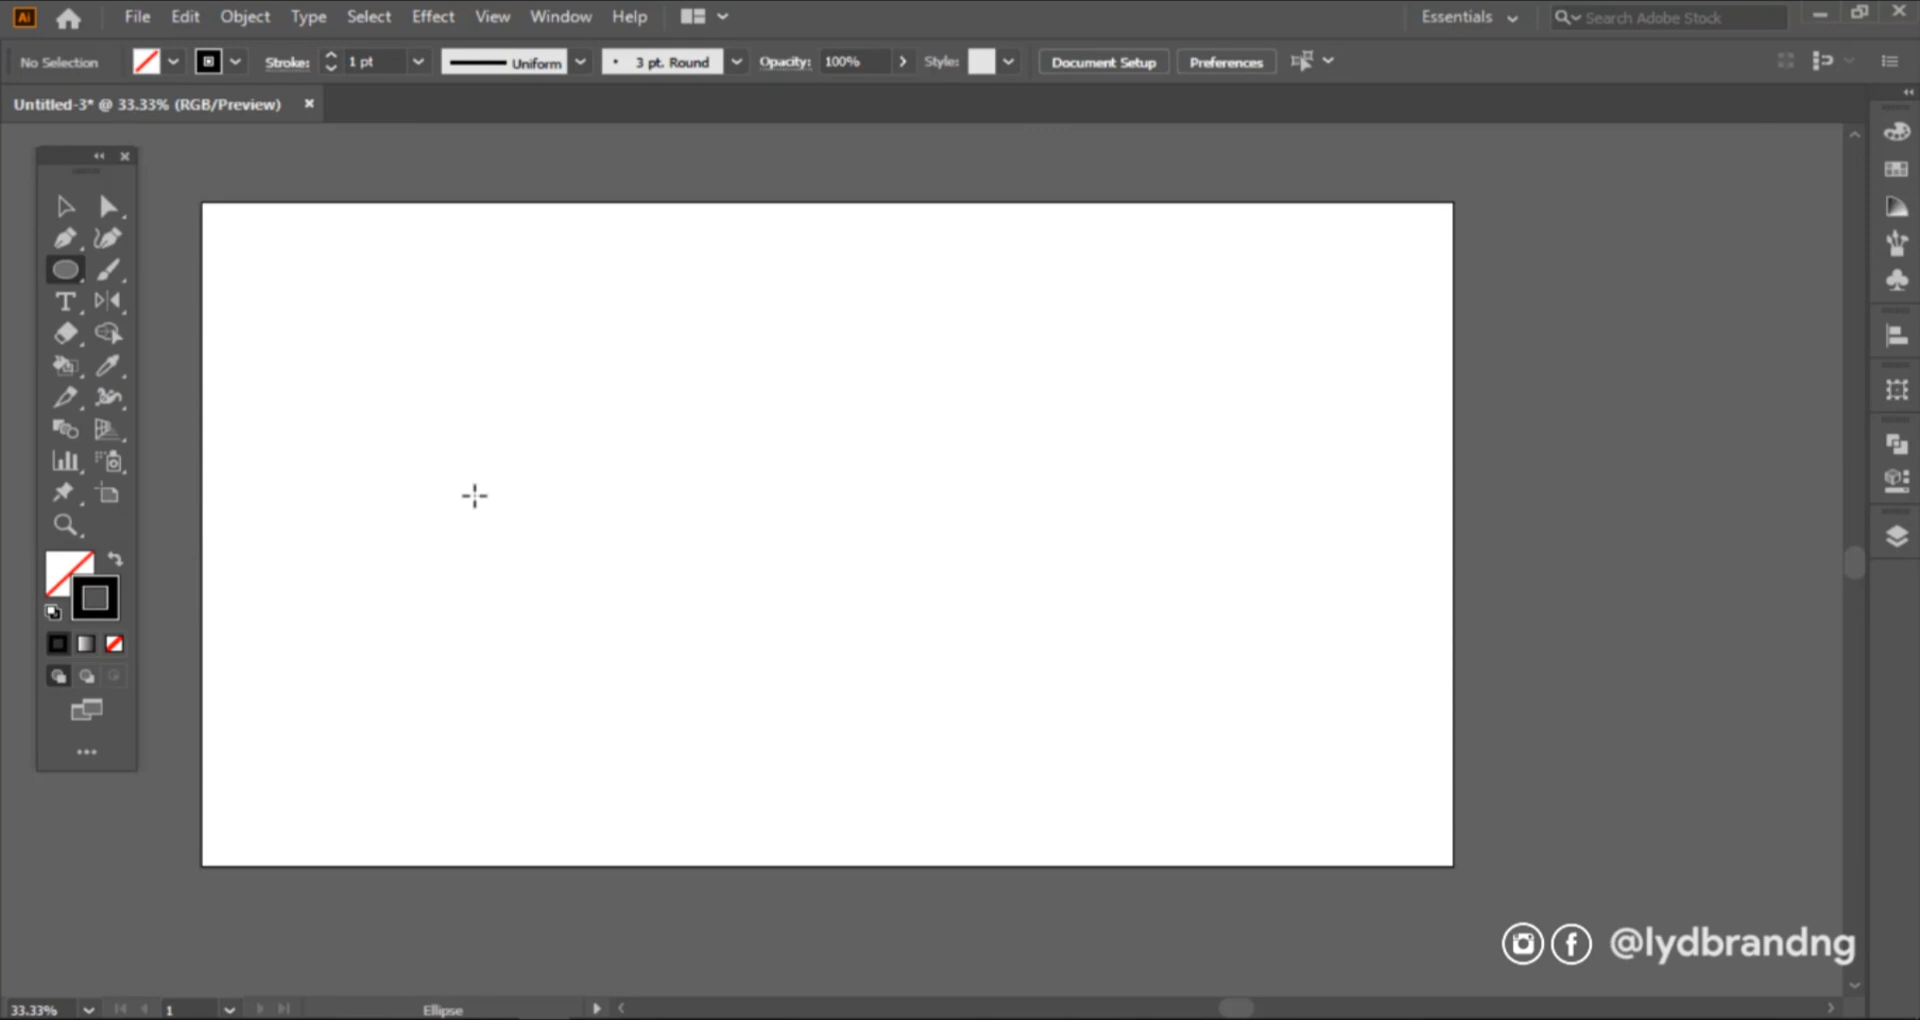 Ai File Edit Object Type Select Effect View Window Help Essentials Search Adobe Stock
No Selection Stroke: 1 pt Uniform 3 pt. Round Opacity: 100% Style: Document Setup Preferences
Untitled-3* @ 33.33% (RGB/Preview)
@lydbrandng
33.33% 1 Ellipse